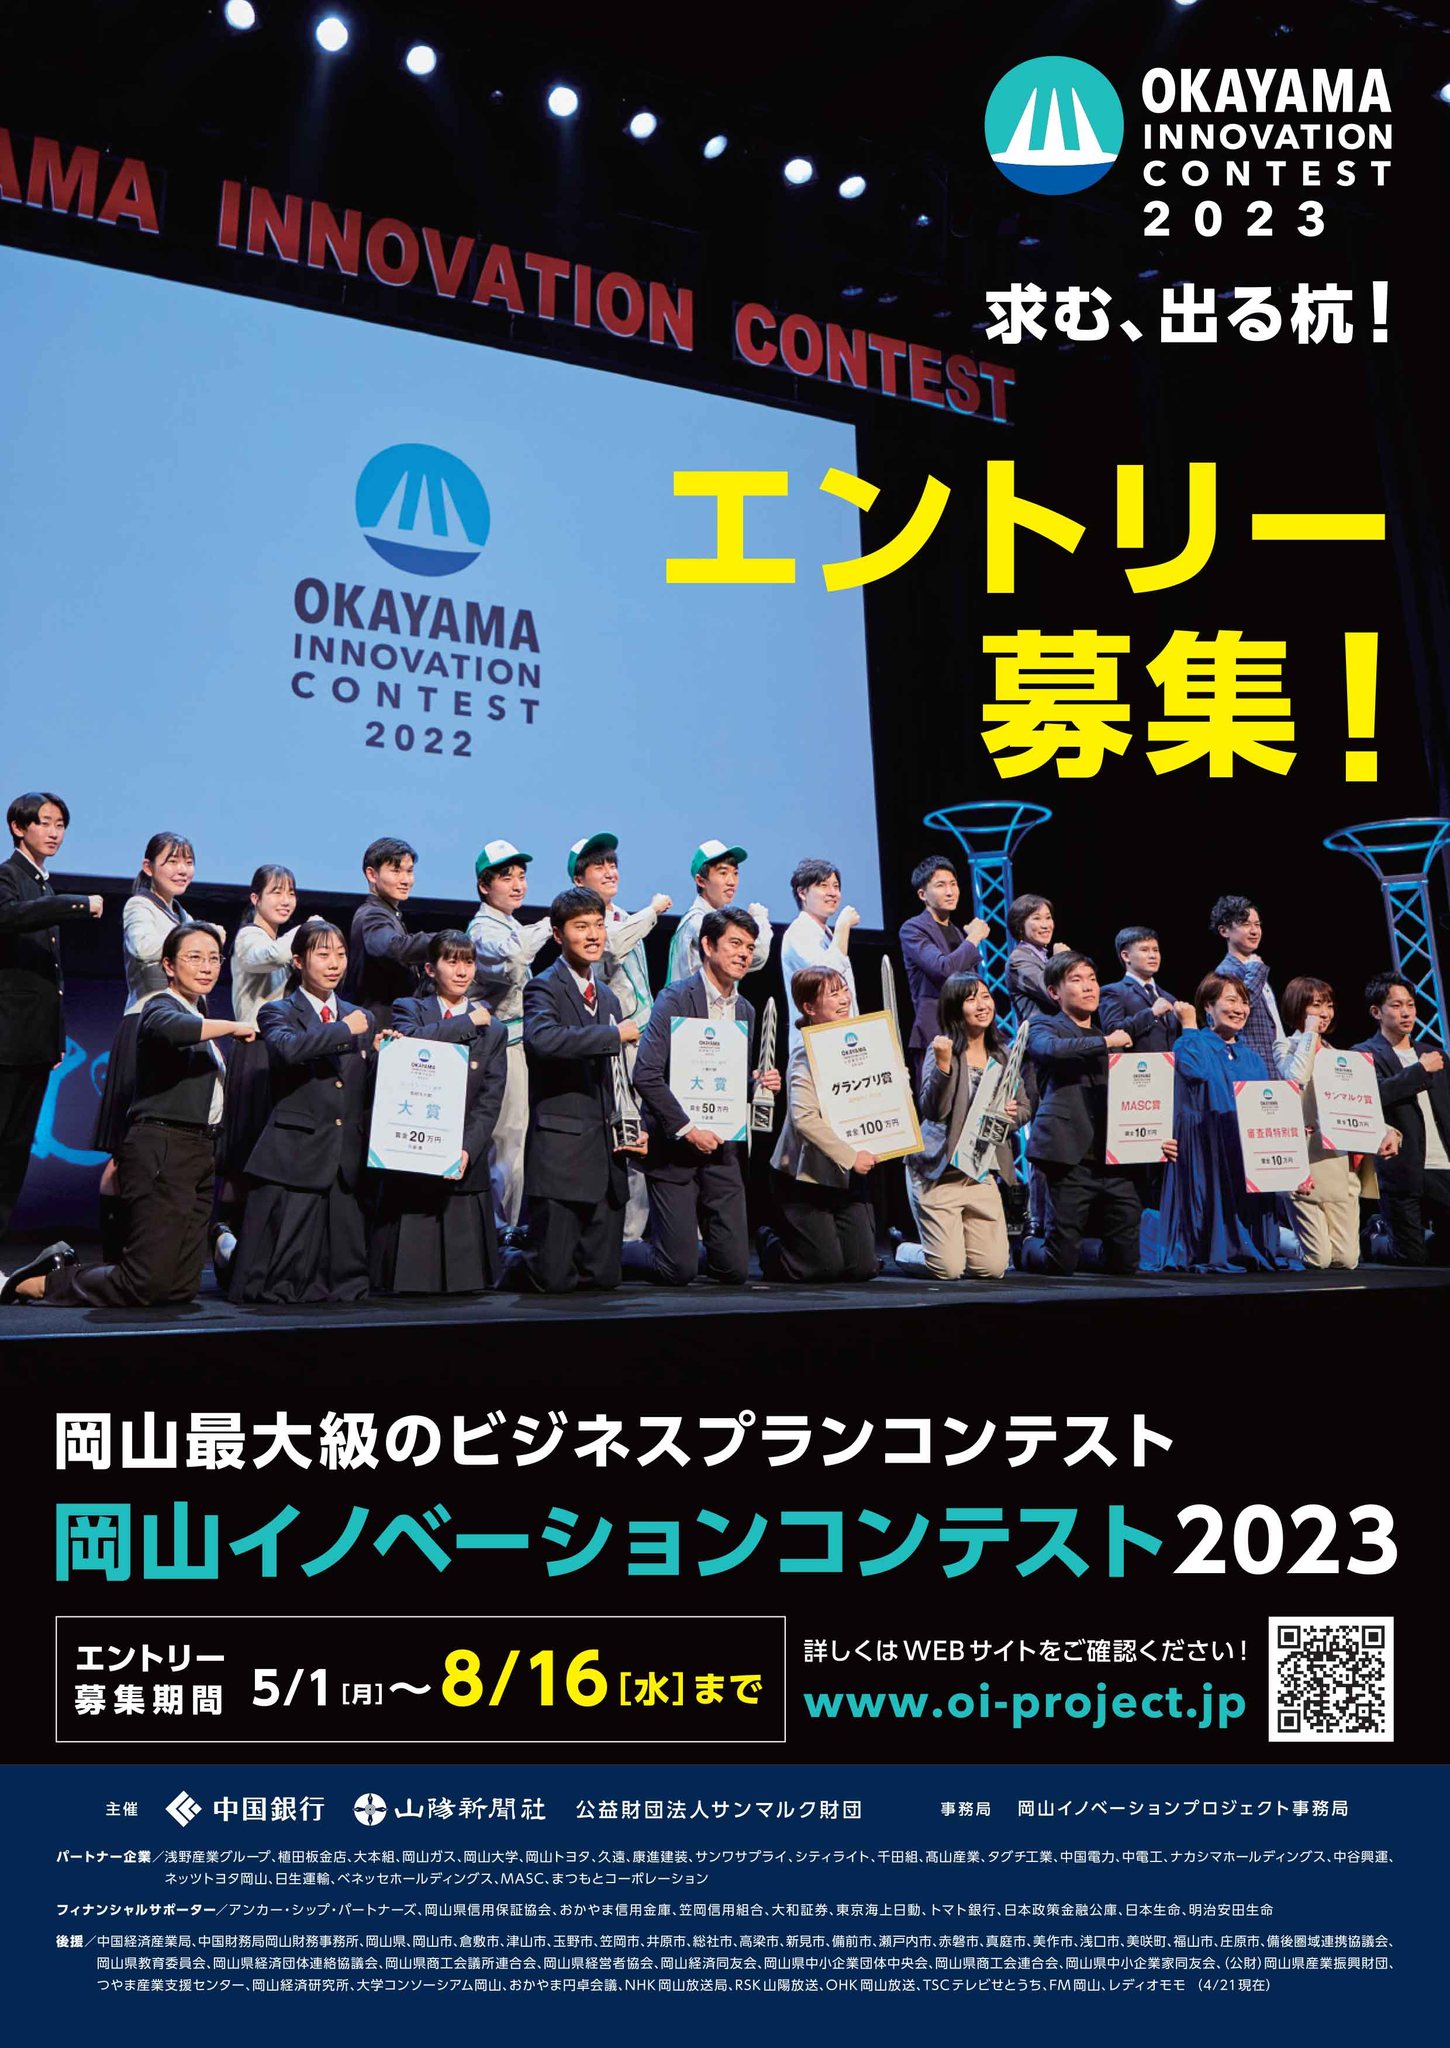 OKAYAMA
INNOVATION
CONTEST
2023
求む、出る杭！
AMA INNOVATION CONTEST
エントリー
募集！
OKAYAMA
INNOVATION
CONTEST
2022
OKAYAMA
大賞
賞金20万円
大賞
賞金50万円
OKAYAMA
グランプリ賞
賞金100万円
MASC賞
賞金10万円
審査員特別賞
賞金10万円
サンマルク賞
賞金10万円
岡山最大級のビジネスプランコンテスト
岡山イノベーションコンテスト2023
エントリー
募集期間
5/1[月]〜8/16[水]まで
詳しくはWEBサイトをご確認ください！
www.oi-project.jp
主催 中国銀行 山陽新聞社 公益財団法人サンマルク財団 事務局 岡山イノベーションプロジェクト事務局
パートナー企業／浅野産業グループ、植田板金店、大本組、岡山ガス、岡山大学、岡山トヨタ、久遠、康進建装、サンワサプライ、シティライト、千田組、髙山産業、タグチ工業、中国電力、中電工、ナカシマホールディングス、中谷興運、
ネッツトヨタ岡山、日生運輸、ベネッセホールディングス、MASC、まつもとコーポレーション
フィナンシャルサポーター／アンカー・シップ・パートナーズ、岡山県信用保証協会、おかやま信用金庫、笠岡信用組合、大和証券、東京海上日動、トマト銀行、日本政策金融公庫、日本生命、明治安田生命
後援／中国経済産業局、中国財務局岡山財務事務所、岡山県、岡山市、倉敷市、津山市、玉野市、笠岡市、井原市、総社市、高梁市、新見市、備前市、瀬戸内市、赤磐市、真庭市、美作市、浅口市、美咲町、福山市、庄原市、備後圏域連携協議会、
岡山県教育委員会、岡山県経済団体連絡協議会、岡山県商工会議所連合会、岡山県経営者協会、岡山経済同友会、岡山県中小企業団体中央会、岡山県商工会連合会、岡山県中小企業家同友会、(公財)岡山県産業振興財団、
つやま産業支援センター、岡山経済研究所、大学コンソーシアム岡山、おかやま円卓会議、NHK岡山放送局、RSK山陽放送、OHK岡山放送、TSCテレビせとうち、FM岡山、レディオモモ (4/21現在)